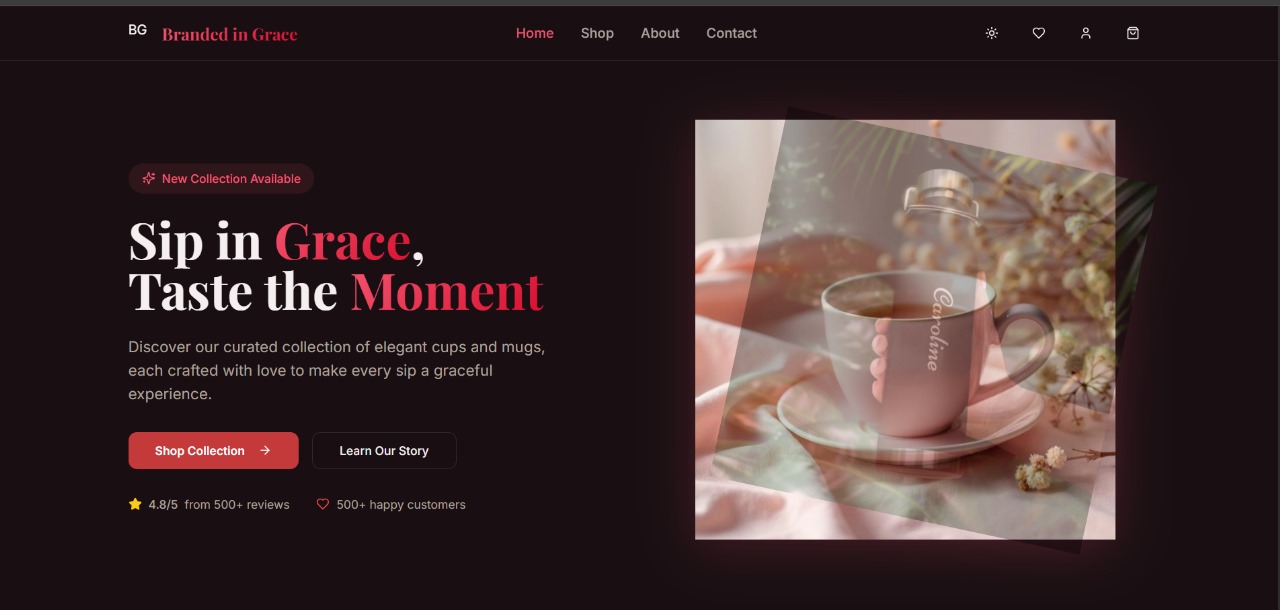 BG
Branded in Grace
Home
Shop
About
Contact
New Collection Available
Sip in Grace,
Taste the Moment
Discover our curated collection of elegant cups and mugs,
each crafted with love to make every sip a graceful
experience.
Shop Collection
Learn Our Story
4.8/5 from 500+ reviews
500+ happy customers
Caroline